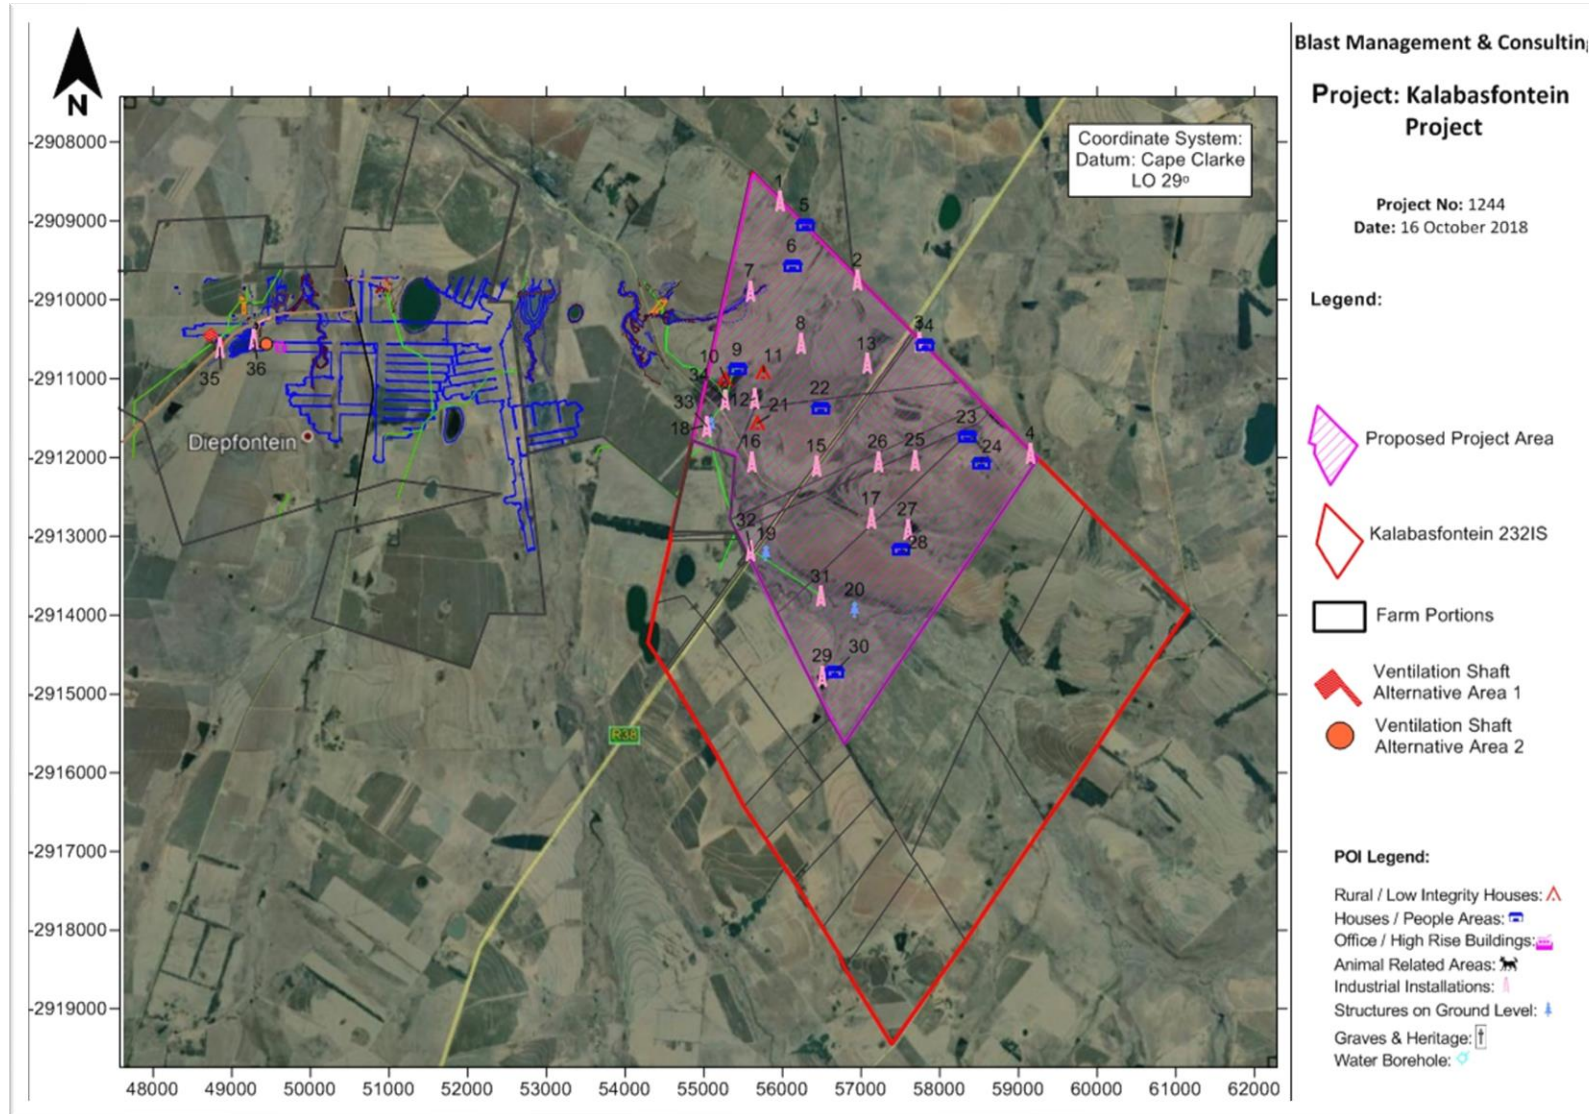 N
Blast Management & Consulting
Project: Kalabasfontein
Project
Project No: 1244
Date: 16 October 2018
Legend:
Proposed Project Area
Kalabasfontein 232IS
Farm Portions
Ventilation Shaft
Alternative Area 1
Ventilation Shaft
Alternative Area 2
POI Legend:
Rural / Low Integrity Houses:
Houses / People Areas:
Office / High Rise Buildings:
Animal Related Areas:
Industrial Installations:
Structures on Ground Level:
Graves & Heritage:
Water Borehole:
Coordinate System:
Datum: Cape Clarke
LO 29º
-2908000
-2909000
-2910000
-2911000
-2912000
-2913000
-2914000
-2915000
-2916000
-2917000
-2918000
-2919000
1
5
6
2
7
8
3
13
10
9
11
34
33
12
22
21
18
16
15
26
25
23
24
4
17
27
28
32
19
31
20
29
30
35
36
Diepfontein
R38
48000 49000 50000 51000 52000 53000 54000 55000 56000 57000 58000 59000 60000 61000 62000